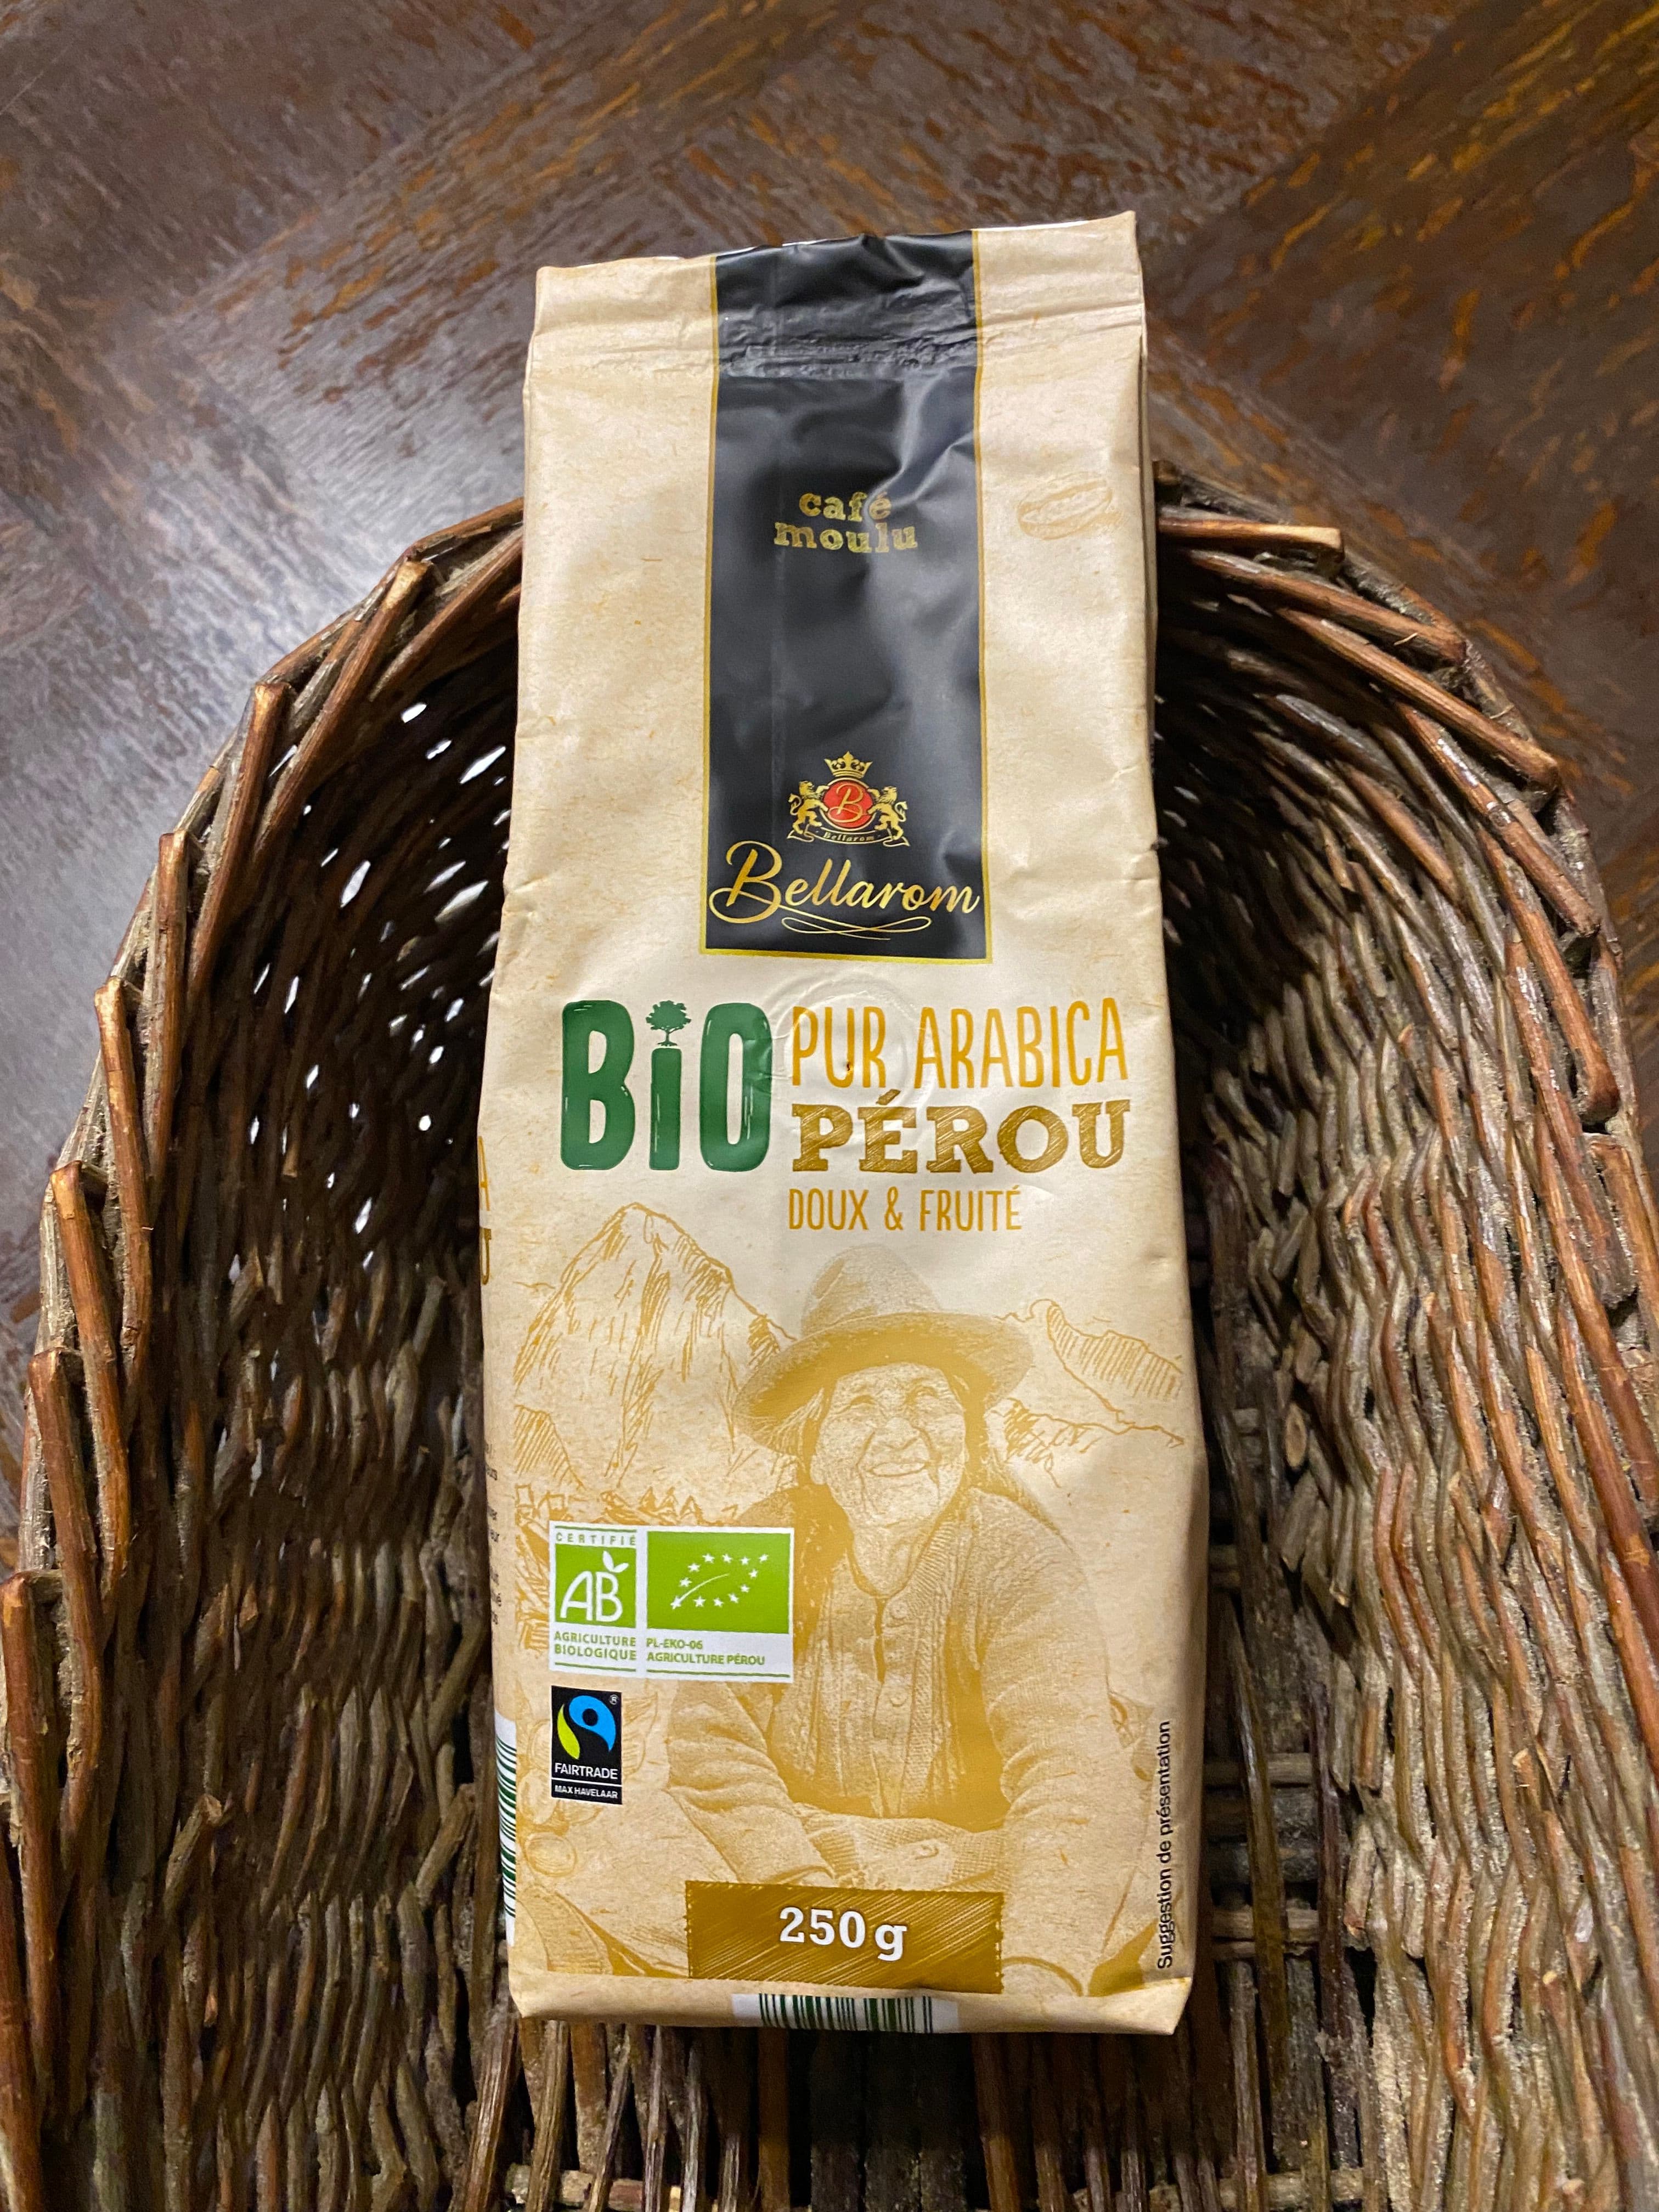 café
moulu
B
Bellarom
Bellarom
BiO
PUR ARABICA
PÉROU
DOUX & FRUITÉ
CERTIFIÉ
AB
AGRICULTURE
BIOLOGIQUE
PL-EKO-06
AGRICULTURE PÉROU
®
FAIRTRADE
MAX HAVELAAR
250g
Suggestion de présentation